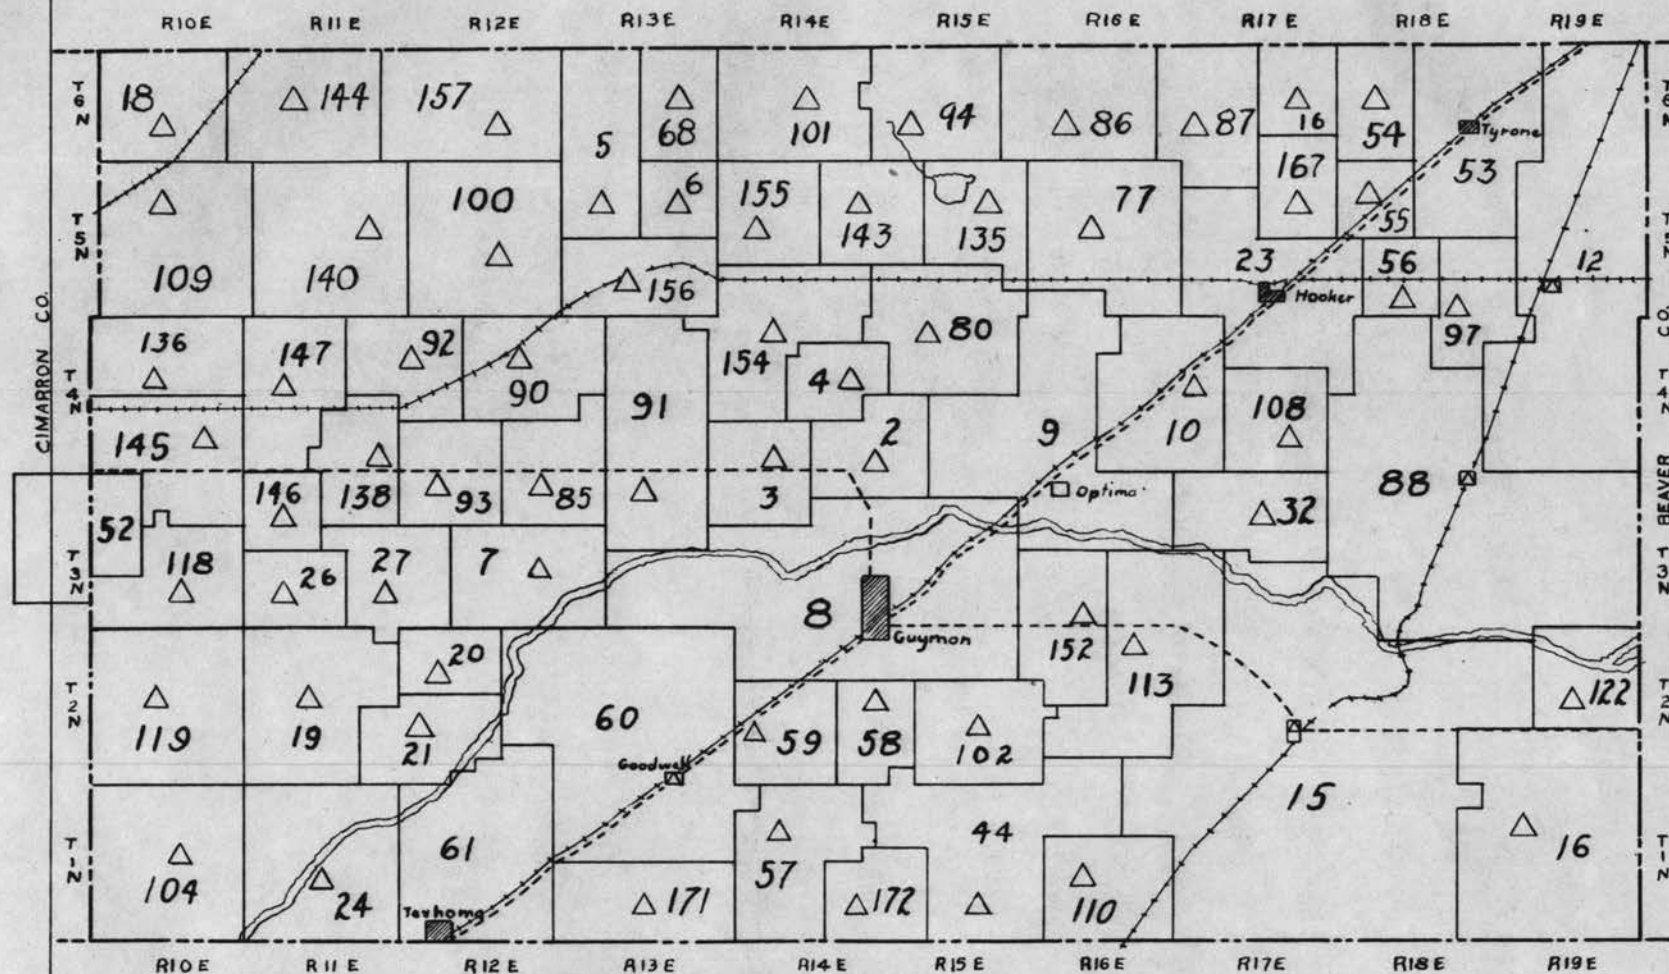 R10E R11E R12E R13E R14E R15E R16E R17E R18E R19E
T6N 18 144 157 5 68 101 94 86 87 16 54 Tyrone 53
167
T5N 109 140 100 6 155 143 135 77 55
156 23 Hooker 56 12
CIMARRON CO.
136 147 92 90 91 154 4 80 97
T4N T4N
145 2 9 10 108
146 138 93 85 3 Optima 32 88
BEAVER CO.
52
T3N 118 26 27 7 8 Guymon T3N
20 152 113
T2N 119 19 21 60 59 58 102 122 T2N
Goodwell
15
T1N 104 24 61 171 57 172 44 110 16 T1N
Texhoma
R10E R11E R12E R13E R14E R15E R16E R17E R18E R19E